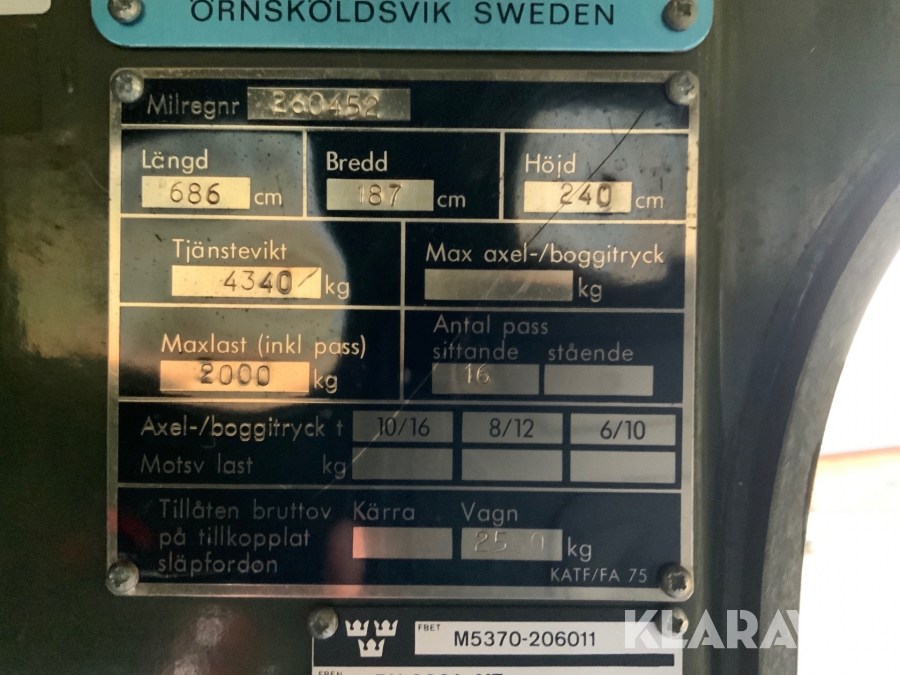 ÖRNSKÖLDSVIK SWEDEN
Milregnr 260452
Längd Bredd Höjd
686 cm 187 cm 240 cm
Tjänstevikt Max axel-/boggitryck
4340 kg kg
Maxlast (inkl pass) Antal pass
sittande stående
2000 kg 16
Axel-/boggitryck t 10/16 8/12 6/10
Motsv last kg
Tillåten bruttov Kärra Vagn
på tillkopplat kg
släpfordon KATF/FA 75
FBET M5370-206011
FBEN
KLARAV